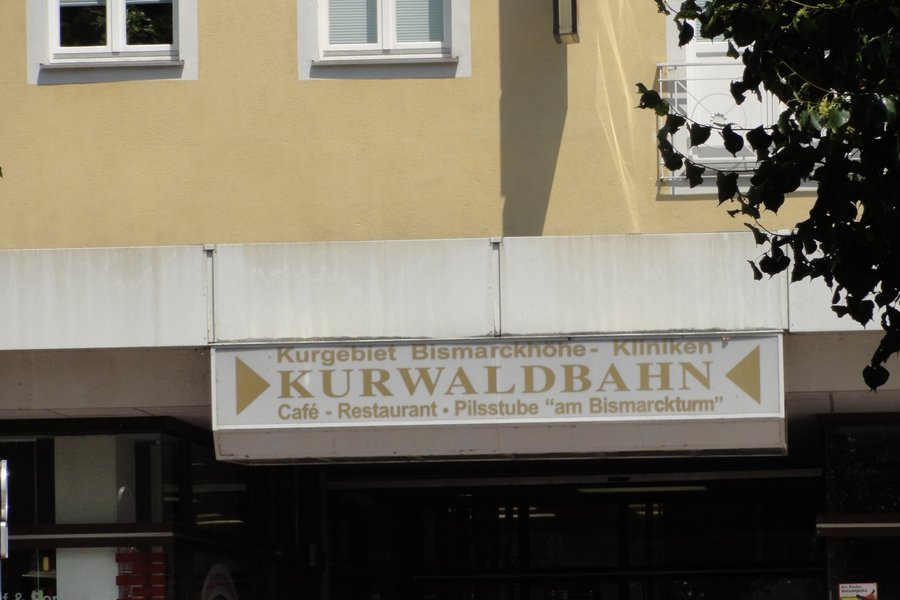 Kurgebiet Bismarckhöhe - Kliniken
KURWALDBAHN
Café - Restaurant • Pilsstube "am Bismarckturm"